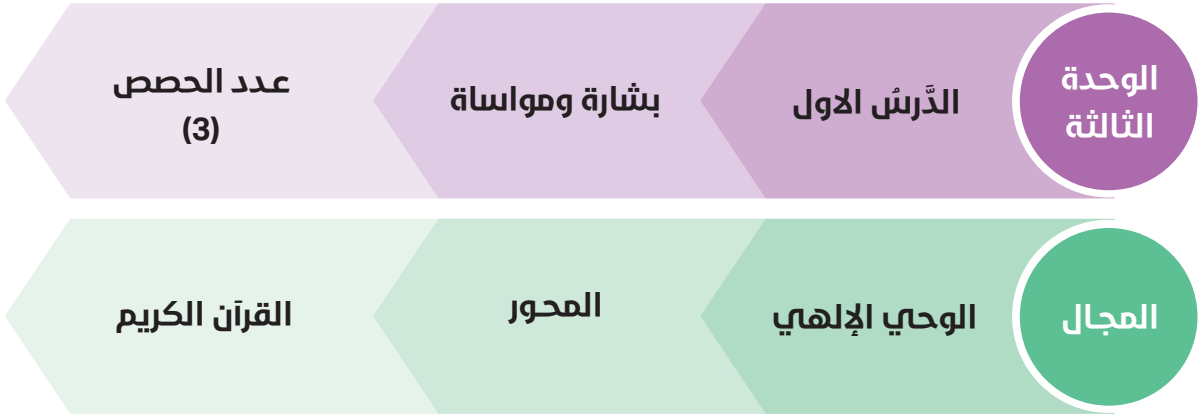 الوحدة
الثالثة
الدَّرسُ الاول
بشارة ومواساة
عدد الحصص
(3)
المجال
الوحي الإلهي
المحور
القرآن الكريم